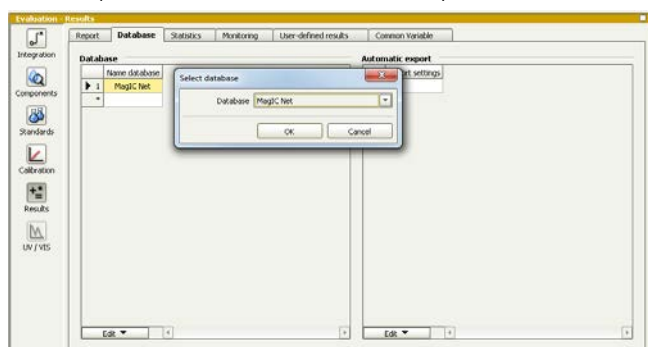 Evaluation - Results
Report Database Statistics Monitoring User-defined results Common Variable
Integration
Database Automatic export
Name database
Select database
rt settings
1 MagIC Net
*
Database MagIC Net
Components
OK Cancel
Standards
Calibration
Results
UV / VIS
Edit Edit